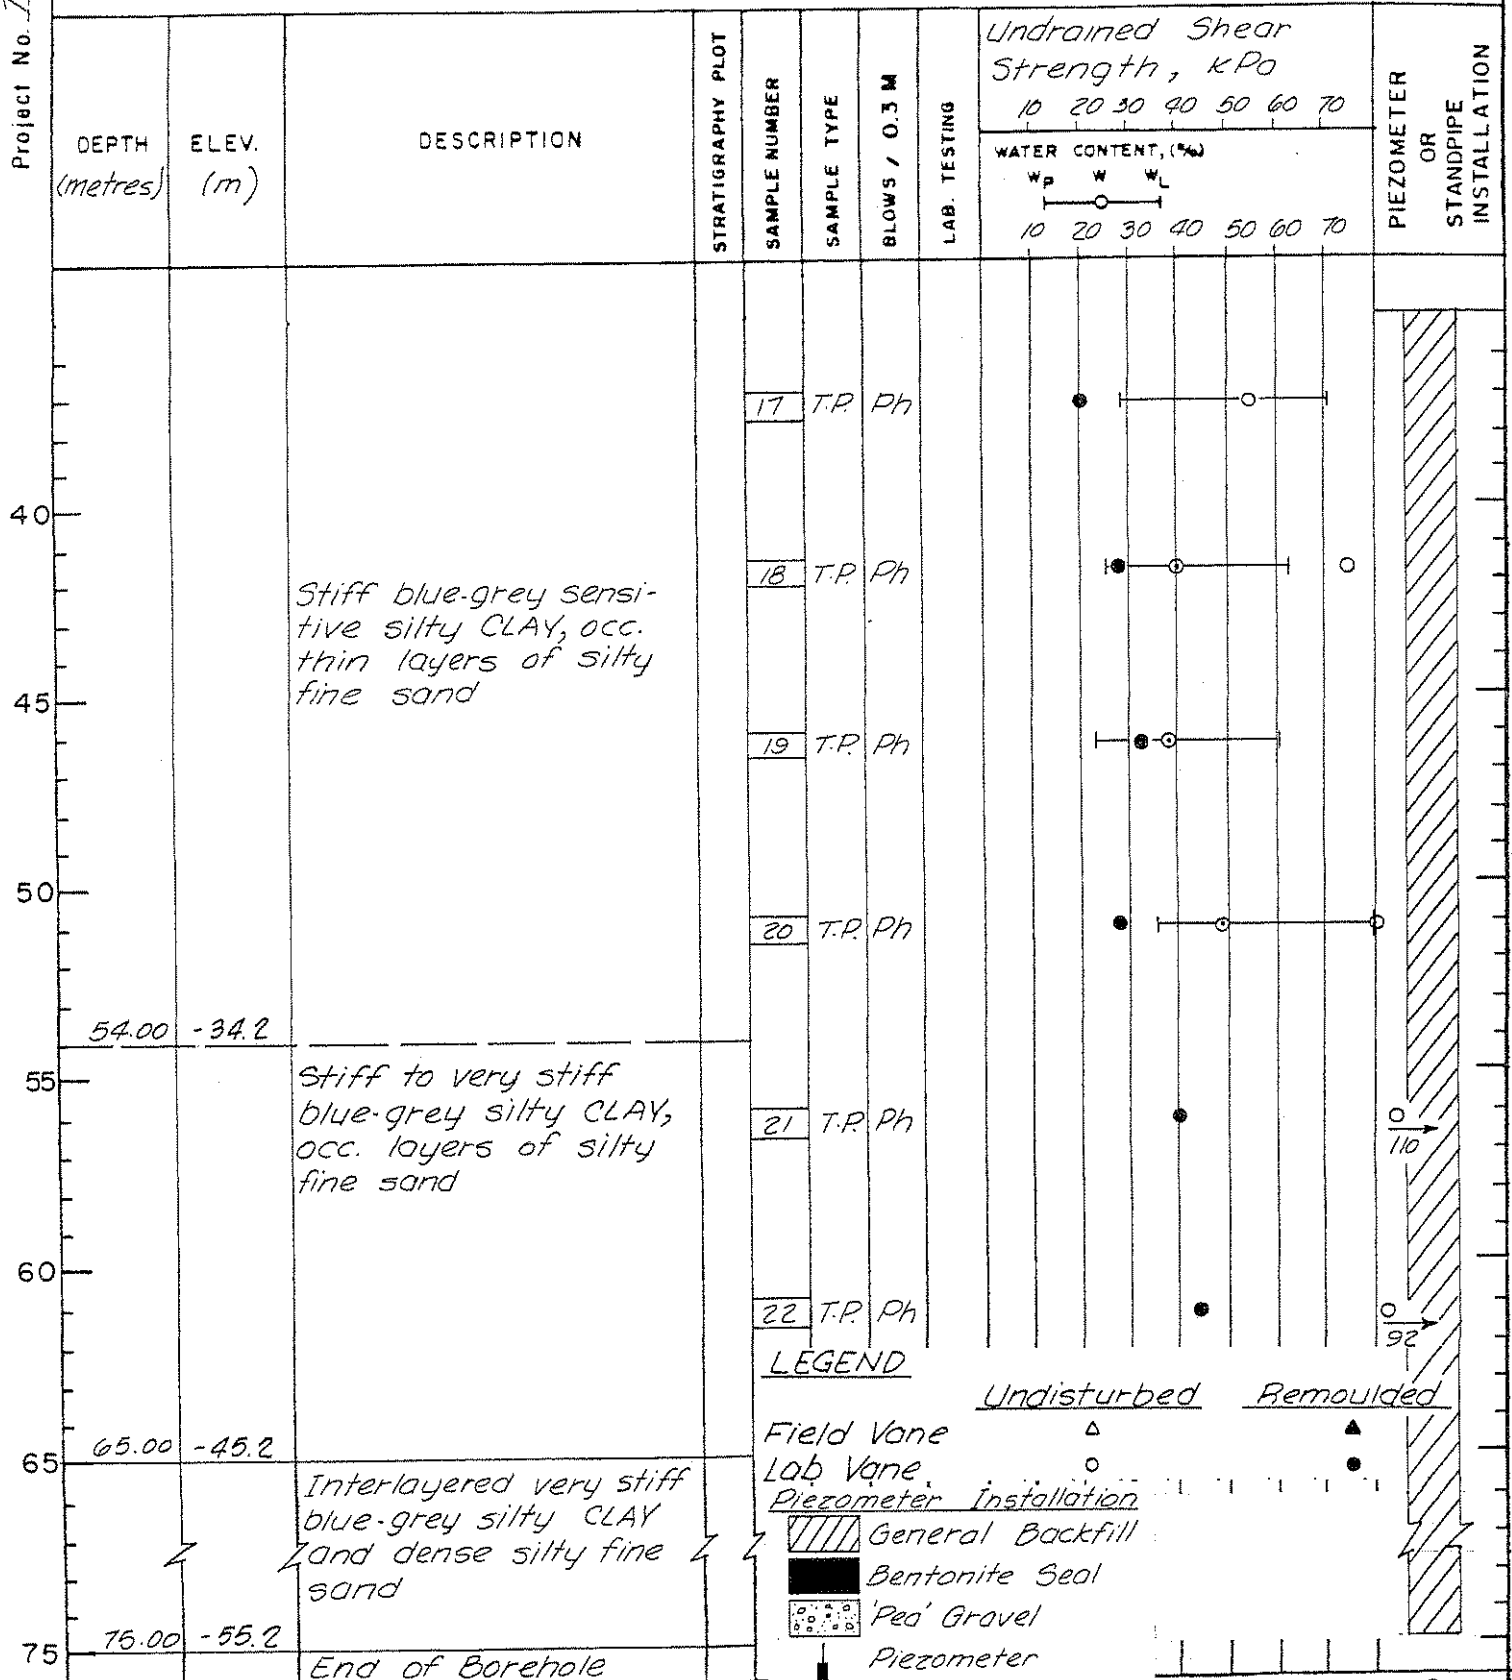 Project No.
DEPTH
(metres)
ELEV.
(m)
DESCRIPTION
STRATIGRAPHY PLOT
SAMPLE NUMBER
SAMPLE TYPE
BLOWS / 0.3 M
LAB. TESTING
Undrained Shear
Strength, kPa
10 20 30 40 50 60 70
WATER CONTENT, (%)
Wp W WL
10 20 30 40 50 60 70
PIEZOMETER
OR
STANDPIPE
INSTALLATION
17 T.P. Ph
40
18 T.P. Ph
Stiff blue-grey sensi-
tive silty CLAY, occ.
thin layers of silty
fine sand
45
19 T.P. Ph
50
20 T.P. Ph
54.00 -34.2
55
Stiff to very stiff
blue-grey silty CLAY,
occ. layers of silty
fine sand
21 T.P. Ph
110
60
22 T.P. Ph
92
LEGEND
Undisturbed Remoulded
Field Vane
Lab Vane
Piezometer Installation
General Backfill
Bentonite Seal
'Pea' Gravel
Piezometer
65.00 -45.2
65
Interlayered very stiff
blue-grey silty CLAY
and dense silty fine
sand
75.00 -55.2
75
End of Borehole